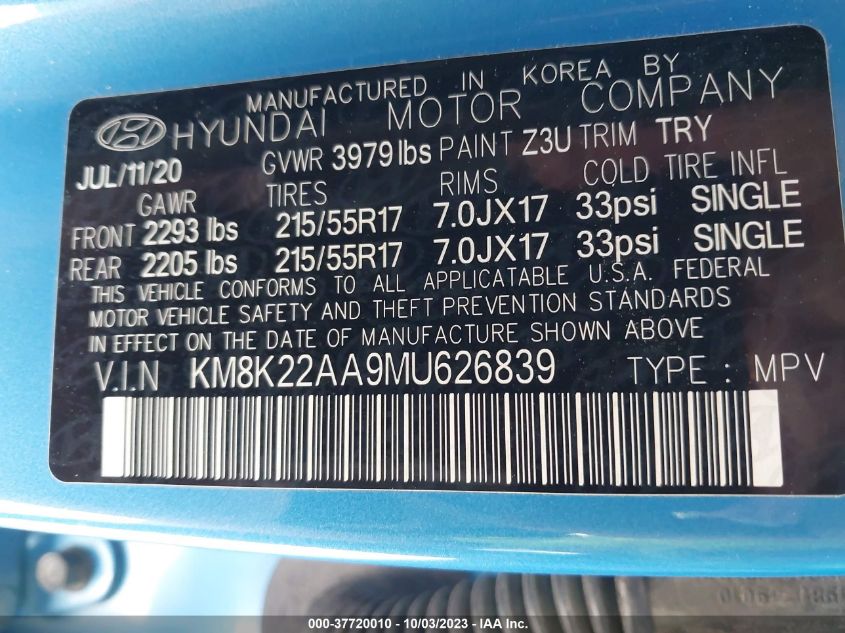 MANUFACTURED IN KOREA BY
HYUNDAI MOTOR COMPANY
JUL/11/20 GVWR 3979 lbs PAINT Z3U TRIM TRY
GAWR TIRES RIMS COLD TIRE INFL
FRONT 2293 lbs 215/55R17 7.0JX17 33psi SINGLE
REAR 2205 lbs 215/55R17 7.0JX17 33psi SINGLE
THIS VEHICLE CONFORMS TO ALL APPLICATABLE U.S.A. FEDERAL
MOTOR VEHICLE SAFETY AND THEFT PREVENTION STANDARDS
IN EFFECT ON THE DATE OF MANUFACTURE SHOWN ABOVE
V.I.N KM8K22AA9MU626839 TYPE : MPV
000-37720010 - 10/03/2023 - IAA Inc.